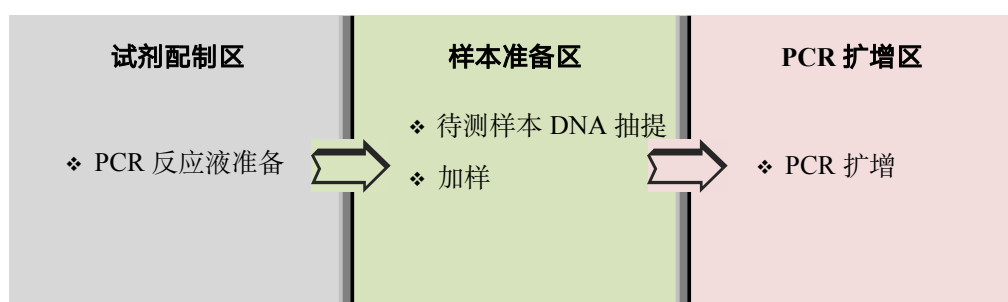 试剂配制区
❖ PCR 反应液准备
样本准备区
❖ 待测样本 DNA 抽提
❖ 加样
PCR 扩增区
❖ PCR 扩增